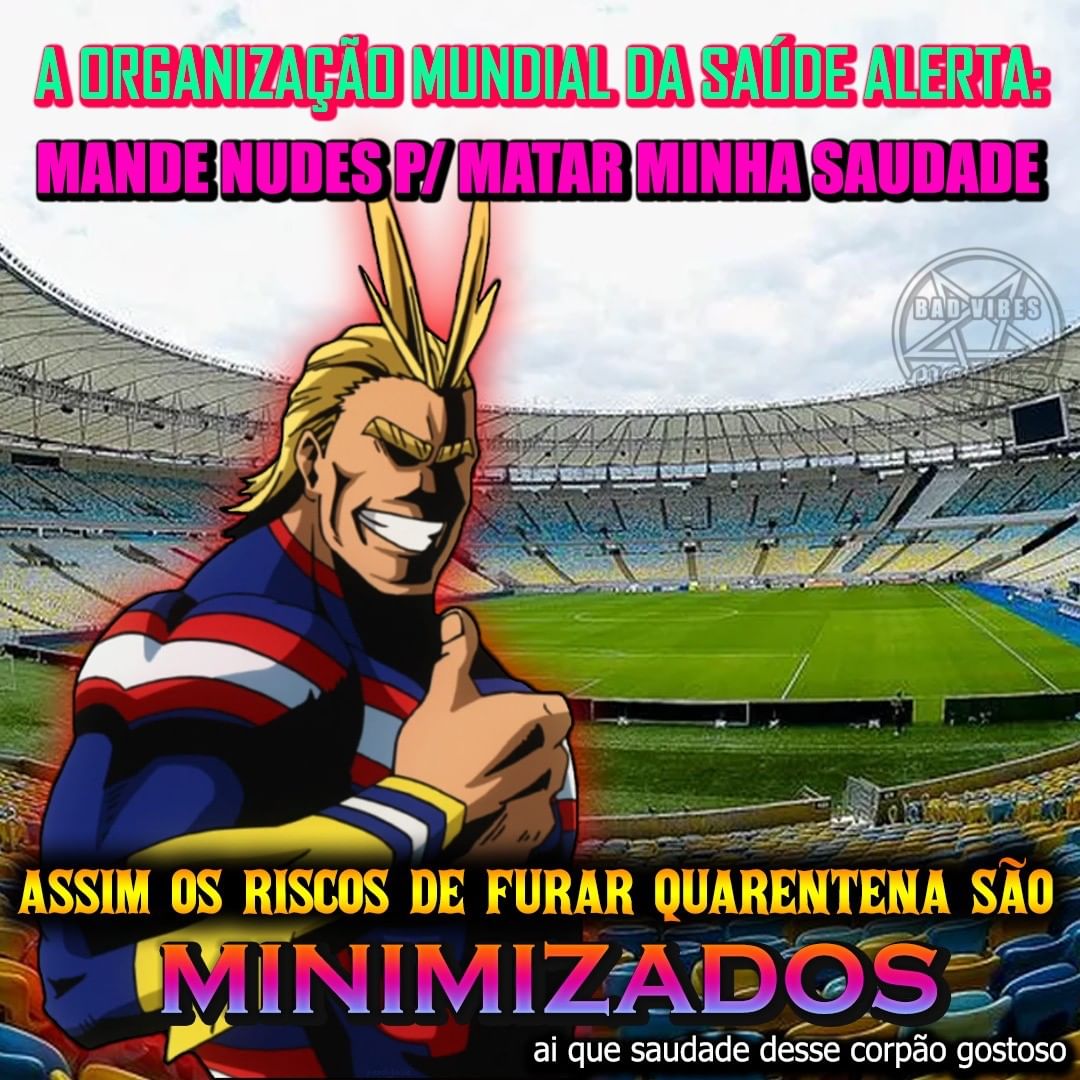 A ORGANIZAÇÃO MUNDIAL DA SAÚDE ALERTA:
MANDE NUDES P/ MATAR MINHA SAUDADE
BAD VIBES
MEMES
ASSIM OS RISCOS DE FURAR QUARENTENA SÃO
MINIMIZADOS
ai que saudade desse corpão gostoso